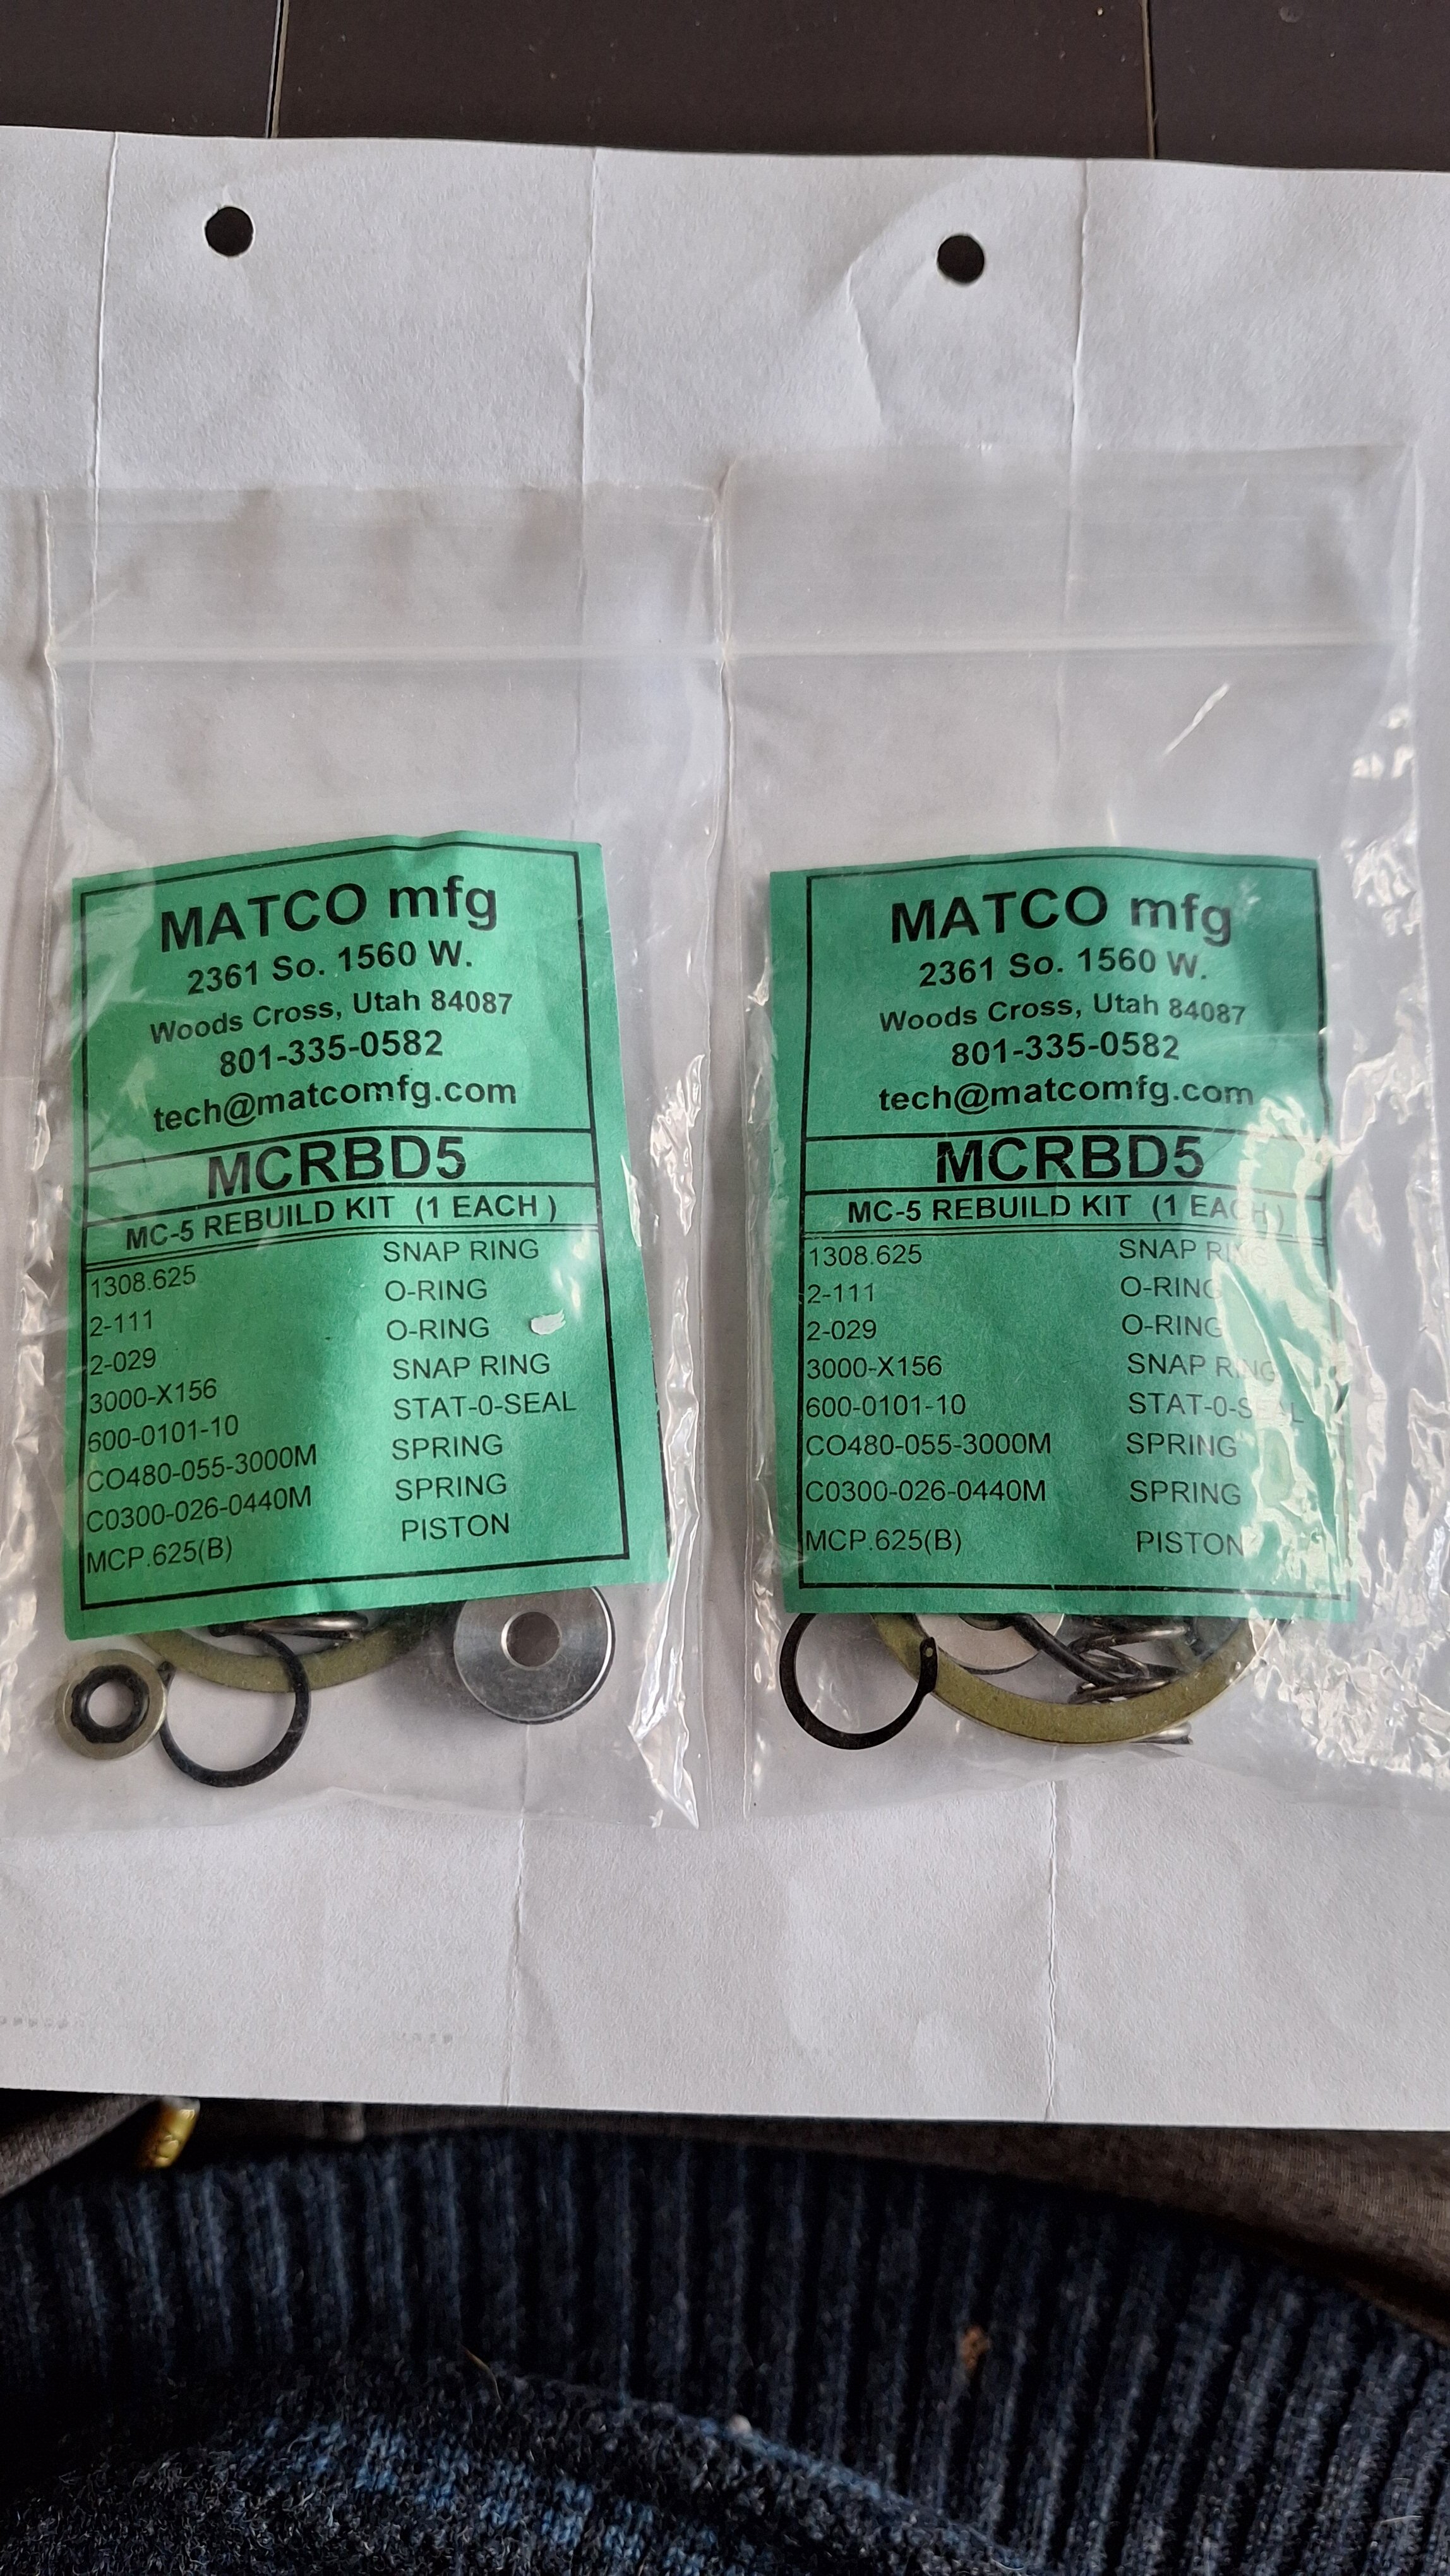 MATCO mfg
2361 So. 1560 W.
Woods Cross, Utah 84087
801-335-0582
tech@matcomfg.com
MCRBD5
MC-5 REBUILD KIT (1 EACH )
1308.625 SNAP RING
2-111 O-RING
2-029 O-RING
3000-X156 SNAP RING
600-0101-10 STAT-0-SEAL
CO480-055-3000M SPRING
C0300-026-0440M SPRING
MCP.625(B) PISTON
MATCO mfg
2361 So. 1560 W.
Woods Cross, Utah 84087
801-335-0582
tech@matcomfg.com
MCRBD5
MC-5 REBUILD KIT (1 EACH )
1308.625 SNAP RING
2-111 O-RING
2-029 O-RING
3000-X156 SNAP RING
600-0101-10 STAT-0-SEAL
CO480-055-3000M SPRING
C0300-026-0440M SPRING
MCP.625(B) PISTON